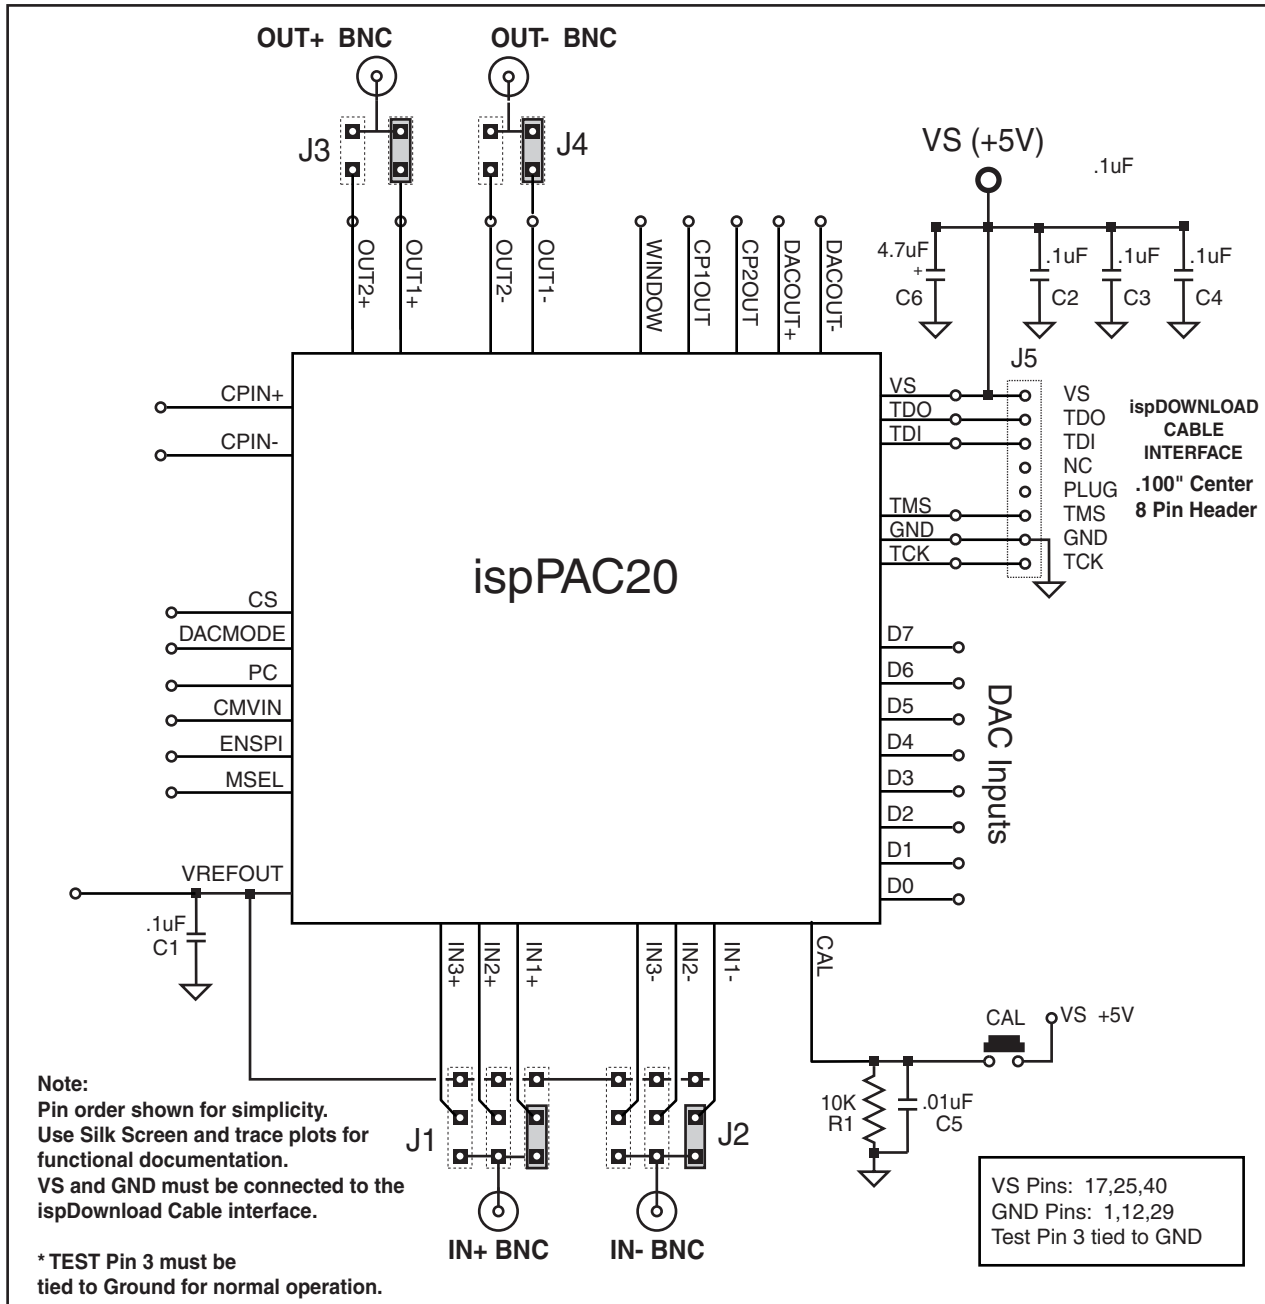 OUT+ BNC
OUT- BNC
J3
J4
VS (+5V)
.1uF
OUT2+
OUT1+
OUT2-
OUT1-
WINDOW
CP1OUT
CP2OUT
DACOUT+
DACOUT-
4.7uF
+
C6
.1uF
C2
.1uF
C3
.1uF
C4
J5
CPIN+
CPIN-
VS
TDO
TDI
TMS
GND
TCK
VS
TDO
TDI
NC
PLUG
TMS
GND
TCK
ispDOWNLOAD
CABLE
INTERFACE
.100" Center
8 Pin Header
ispPAC20
CS
DACMODE
PC
CMVIN
ENSPI
MSEL
VREFOUT
D7
D6
D5
D4
D3
D2
D1
D0
DAC Inputs
.1uF
C1
IN3+
IN2+
IN1+
IN3-
IN2-
IN1-
CAL
CAL
VS +5V
10K
R1
.01uF
C5
J1
J2
IN+ BNC
IN- BNC
Note:
Pin order shown for simplicity.
Use Silk Screen and trace plots for
functional documentation.
VS and GND must be connected to the
ispDownload Cable interface.
* TEST Pin 3 must be
tied to Ground for normal operation.
VS Pins: 17,25,40
GND Pins: 1,12,29
Test Pin 3 tied to GND